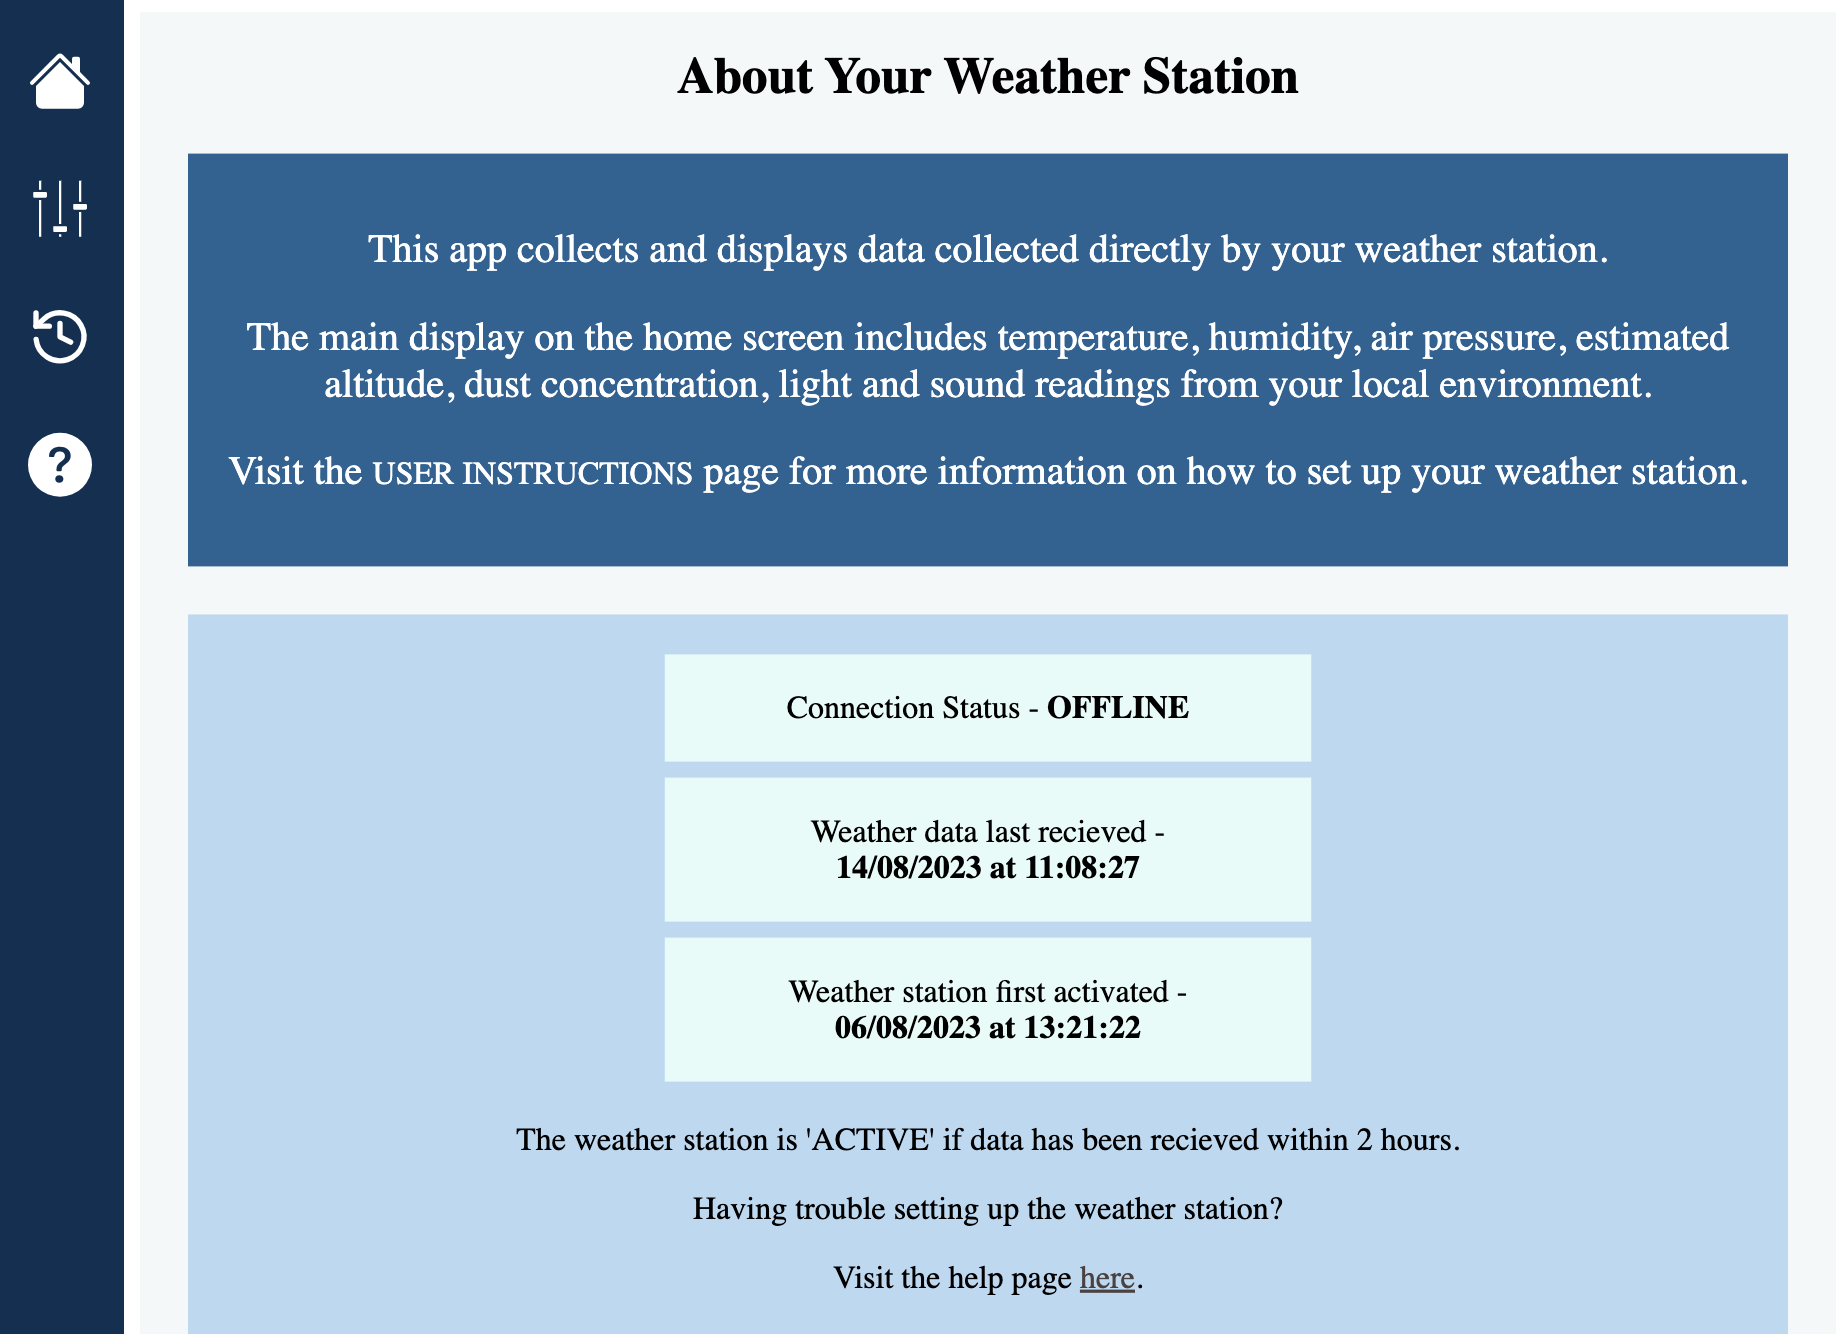 About Your Weather Station
This app collects and displays data collected directly by your weather station.
The main display on the home screen includes temperature, humidity, air pressure, estimated
altitude, dust concentration, light and sound readings from your local environment.
Visit the USER INSTRUCTIONS page for more information on how to set up your weather station.
Connection Status - OFFLINE
Weather data last recieved -
14/08/2023 at 11:08:27
Weather station first activated -
06/08/2023 at 13:21:22
The weather station is 'ACTIVE' if data has been recieved within 2 hours.
Having trouble setting up the weather station?
Visit the help page here.